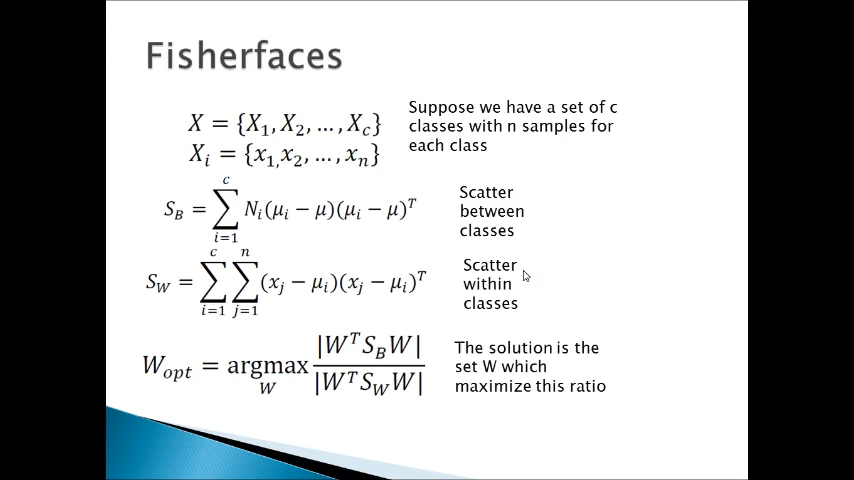 Fisherfaces
X = {X₁, X₂, …, X_c}
Suppose we have a set of c
classes with n samples for
each class
X_i = {x₁,x₂, …, x_n}
S_B = ∑_{i=1}^{c} N_i(μ_i − μ)(μ_i − μ)^T
Scatter
between
classes
S_W = ∑_{i=1}^{c} ∑_{j=1}^{n} (x_j − μ_i)(x_j − μ_i)^T
Scatter
within
classes
W_opt = argmax_W |W^T S_B W| / |W^T S_W W|
The solution is the
set W which
maximize this ratio